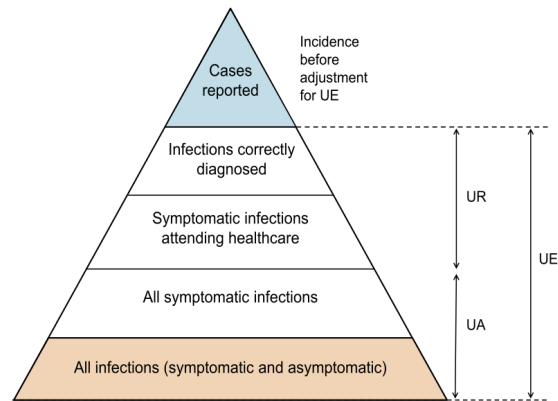 Cases
reported
Incidence
before
adjustment
for UE
Infections correctly
diagnosed
Symptomatic infections
attending healthcare
UR
UE
All symptomatic infections
UA
All infections (symptomatic and asymptomatic)